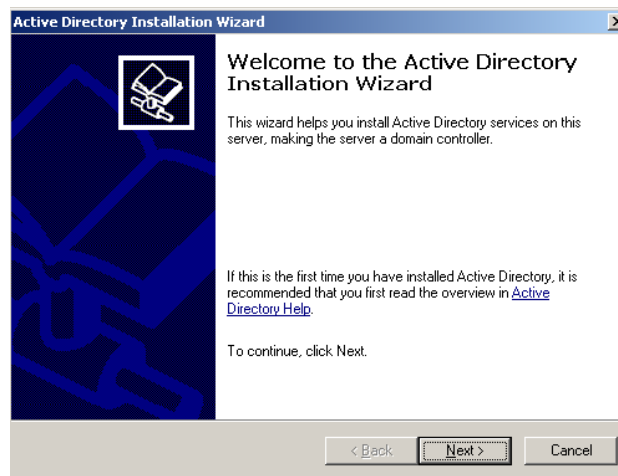 Active Directory Installation Wizard
Welcome to the Active Directory
Installation Wizard
This wizard helps you install Active Directory services on this
server, making the server a domain controller.
If this is the first time you have installed Active Directory, it is
recommended that you first read the overview in Active
Directory Help.
To continue, click Next.
< Back Next > Cancel